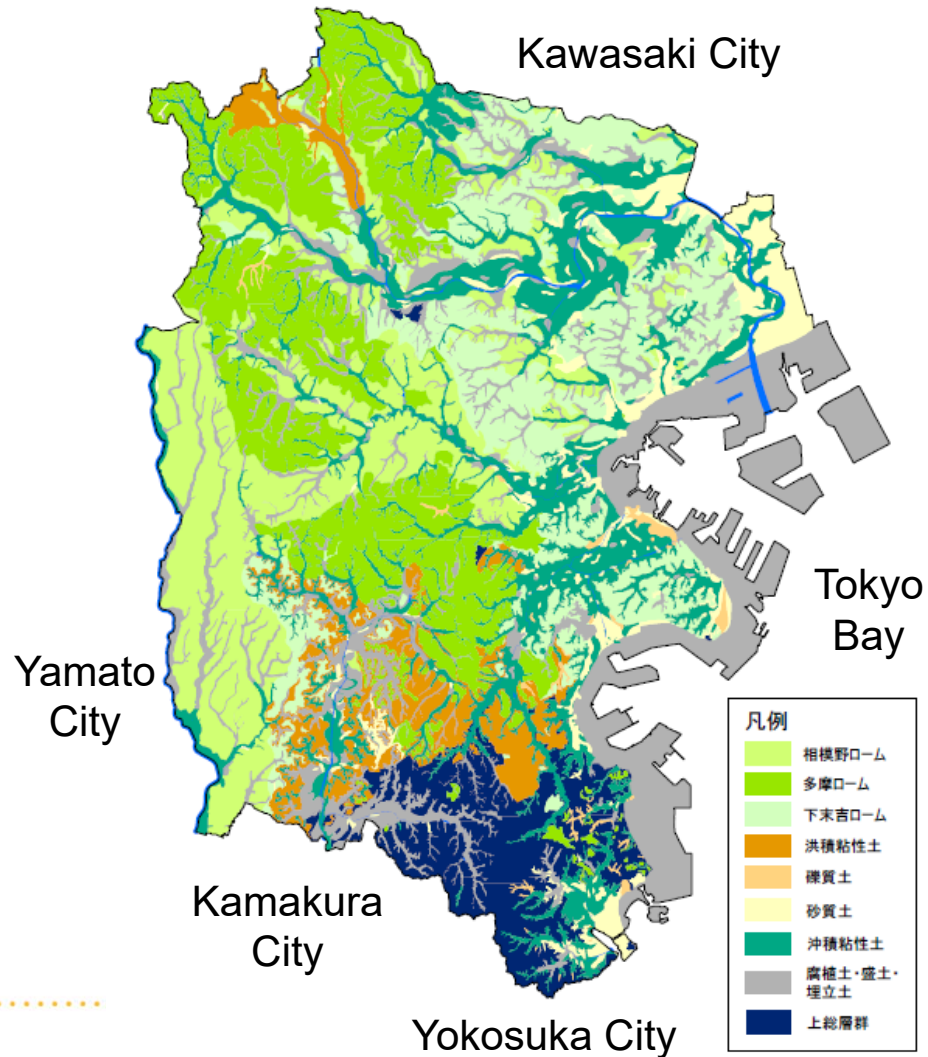 Kawasaki City
Tokyo
Bay
Yamato
City
Kamakura
City
Yokosuka City
凡例
相模野ローム
多摩ローム
下末吉ローム
洪積粘性土
礫質土
砂質土
沖積粘性土
腐植土・盛土・
埋立土
上総層群